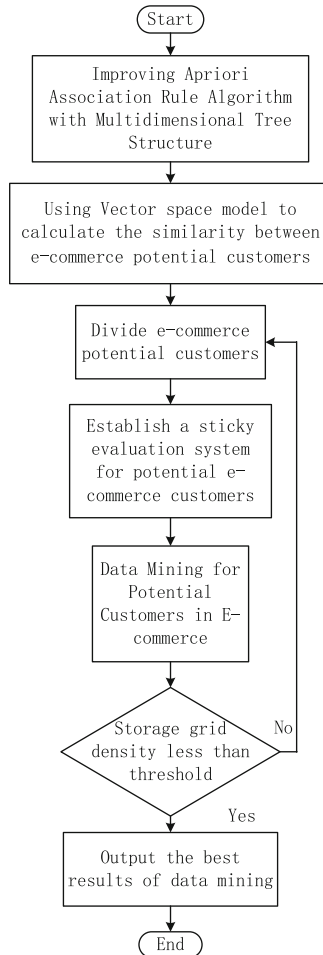 Start
Improving Apriori
Association Rule Algorithm
with Multidimensional Tree
Structure
Using Vector space model to
calculate the similarity between
e-commerce potential customers
Divide e-commerce
potential customers
Establish a sticky
evaluation system
for potential e-
commerce customers
Data Mining for
Potential
Customers in E-
commerce
Storage grid
density less than
threshold
No
Yes
Output the best
results of data mining
End